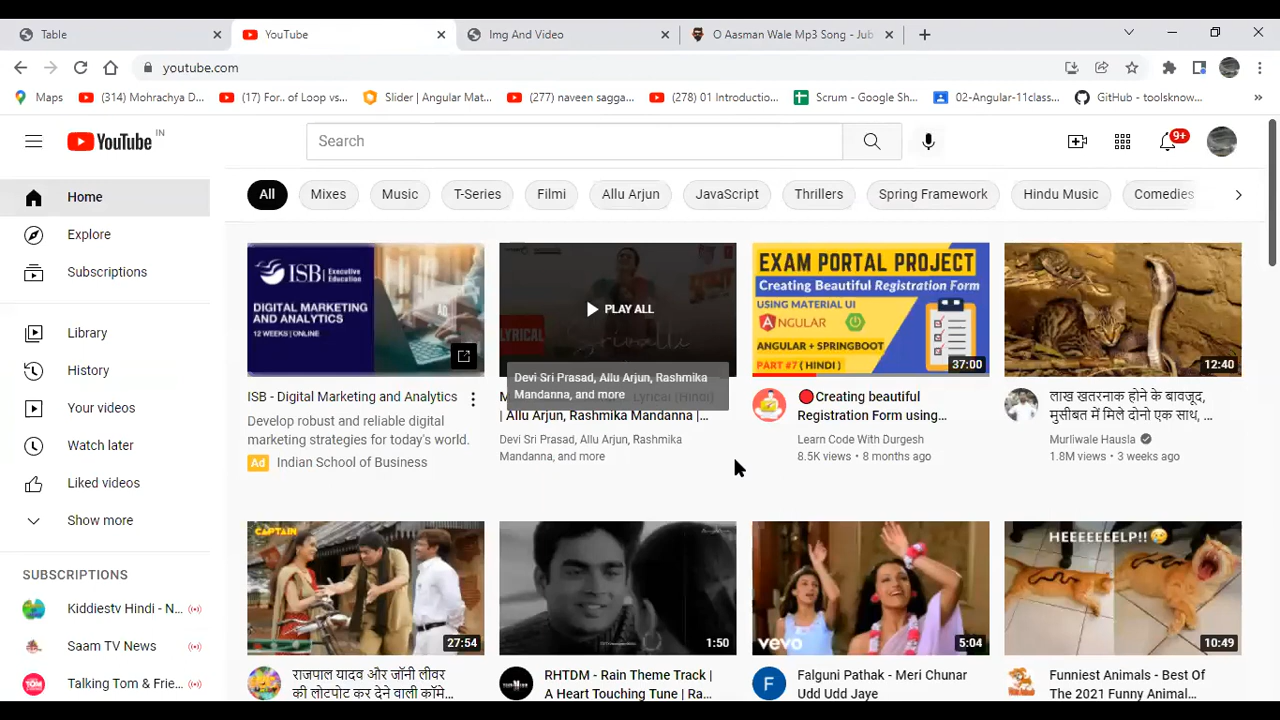 Table
YouTube
Img And Video
O Aasman Wale Mp3 Song - Jub
youtube.com
Maps
(314) Mohrachya D...
(17) For.. of Loop vs...
Slider | Angular Mat...
(277) naveen sagga...
(278) 01 Introductio...
Scrum - Google Sh...
02-Angular-11class...
GitHub - toolsknow...
YouTube IN
Search
9+
Home
Explore
Subscriptions
Library
History
Your videos
Watch later
Liked videos
Show more
SUBSCRIPTIONS
Kiddiestv Hindi - N...
Saam TV News
Talking Tom & Frie...
All
Mixes
Music
T-Series
Filmi
Allu Arjun
JavaScript
Thrillers
Spring Framework
Hindu Music
Comedies
ISB Executive Education
DIGITAL MARKETING
AND ANALYTICS
12 WEEKS | ONLINE
AD
ISB - Digital Marketing and Analytics
Develop robust and reliable digital
marketing strategies for today's world.
Ad Indian School of Business
LYRICAL
PLAY ALL
Devi Sri Prasad, Allu Arjun, Rashmika
Mandanna, and more
| Allu Arjun, Rashmika Mandanna |...
Devi Sri Prasad, Allu Arjun, Rashmika
Mandanna, and more
EXAM PORTAL PROJECT
Creating Beautiful Registration Form
USING MATERIAL UI
ANGULAR
ANGULAR + SPRINGBOOT
PART #7 ( HINDI )
37:00
🔴Creating beautiful
Registration Form using...
Learn Code With Durgesh
8.5K views • 8 months ago
12:40
लाख खतरनाक होने के बावजूद,
मुसीबत में मिले दोनो एक साथ, ...
Murliwale Hausla
1.8M views • 3 weeks ago
CAPTAIN
27:54
राजपाल यादव और जॉनी लीवर
की लोटपोट कर देने वाली कॉमे...
1:50
RHTDM - Rain Theme Track |
A Heart Touching Tune | Ra...
vevo
5:04
F
Falguni Pathak - Meri Chunar
Udd Udd Jaye
HEEEEEEELP!!
10:49
Funniest Animals - Best Of
The 2021 Funny Animal...